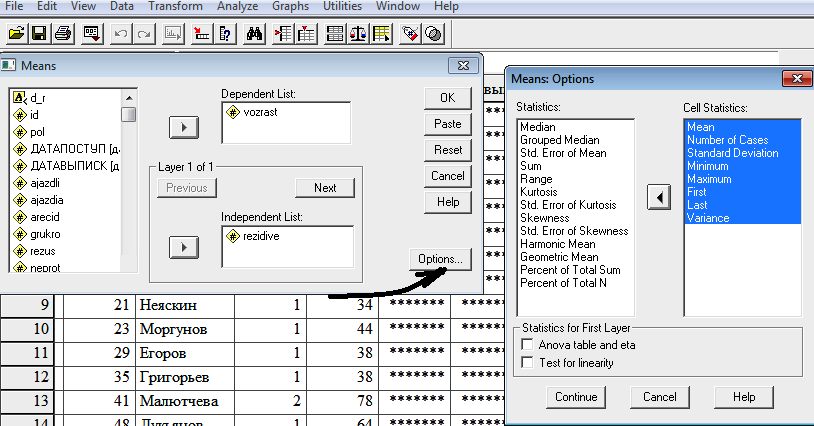 File Edit View Data Transform Analyze Graphs Utilities Window Help
Means
d_r
id
pol
ДАТАПОСТУП [д
ДАТАВЫПИСК [д
ajazdli
ajazdia
arecid
grukro
rezus
neprot
Dependent List:
vozrast
Layer 1 of 1
Previous
Next
Independent List:
rezidive
OK
Paste
Reset
Cancel
Help
Options...
Means: Options
Statistics:
Median
Grouped Median
Std. Error of Mean
Sum
Range
Kurtosis
Std. Error of Kurtosis
Skewness
Std. Error of Skewness
Harmonic Mean
Geometric Mean
Percent of Total Sum
Percent of Total N
Cell Statistics:
Mean
Number of Cases
Standard Deviation
Minimum
Maximum
First
Last
Variance
Statistics for First Layer
Anova table and eta
Test for linearity
Continue
Cancel
Help
9 21 Неяскин 1 34 ******* *******
10 23 Моргунов 1 44 ******* *******
11 29 Егоров 1 38 ******* *******
12 35 Григорьев 1 38 ******* *******
13 41 Малютчева 2 78 ******* *******
14 48 Лукьянов 1 64 ******* *******